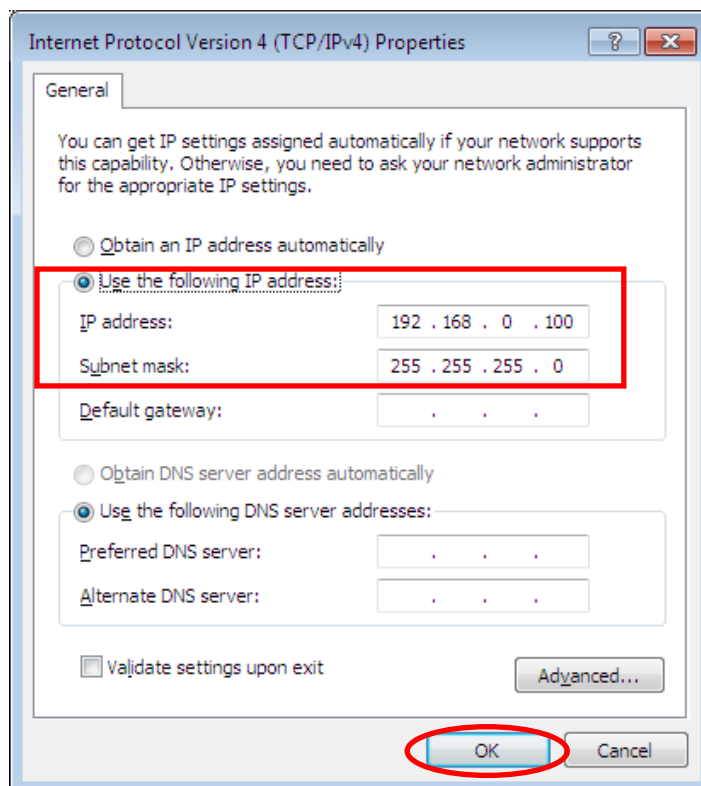 Internet Protocol Version 4 (TCP/IPv4) Properties
General
You can get IP settings assigned automatically if your network supports
this capability. Otherwise, you need to ask your network administrator
for the appropriate IP settings.
Obtain an IP address automatically
Use the following IP address:
IP address: 192 . 168 . 0 . 100
Subnet mask: 255 . 255 . 255 . 0
Default gateway: . . .
Obtain DNS server address automatically
Use the following DNS server addresses:
Preferred DNS server: . . .
Alternate DNS server: . . .
Validate settings upon exit
Advanced...
OK Cancel